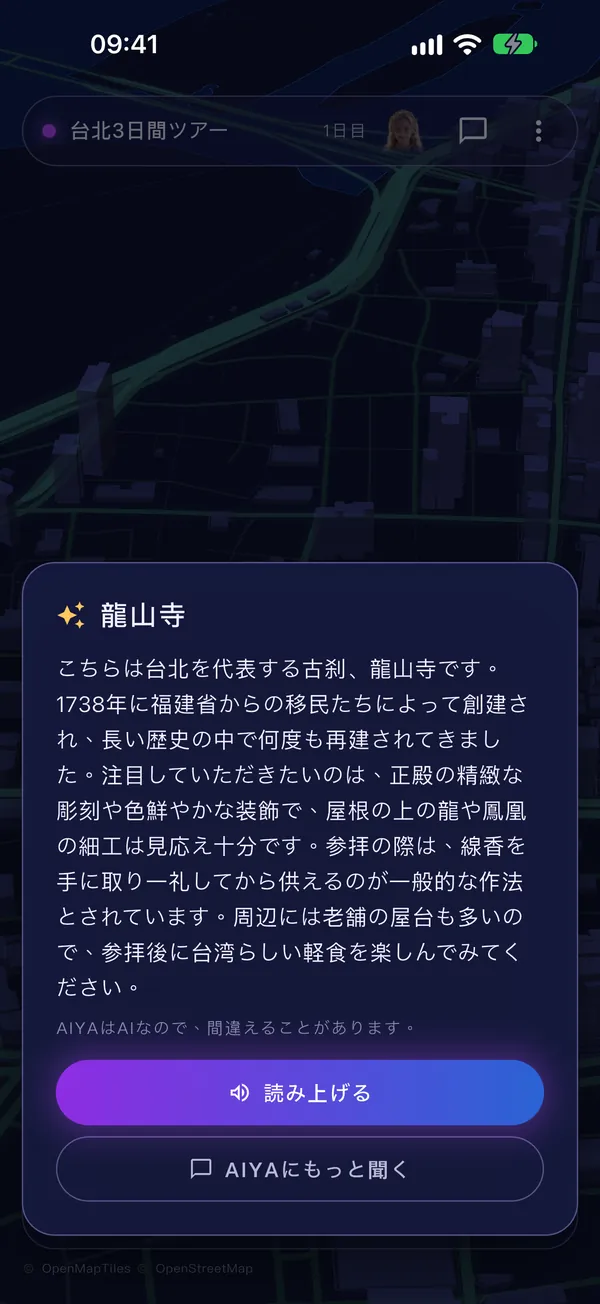 09:41
台北3日間ツアー 1日目
龍山寺
こちらは台北を代表する古刹、龍山寺です。
1738年に福建省からの移民たちによって創建さ
れ、長い歴史の中で何度も再建されてきまし
た。注目していただきたいのは、正殿の精緻な
彫刻や色鮮やかな装飾で、屋根の上の龍や鳳凰
の細工は見応え十分です。参拝の際は、線香を
手に取り一礼してから供えるのが一般的な作法
とされています。周辺には老舗の屋台も多いの
で、参拝後に台湾らしい軽食を楽しんでみてく
ださい。
AIYAはAIなので、間違えることがあります。
読み上げる
AIYAにもっと聞く
© OpenMapTiles © OpenStreetMap